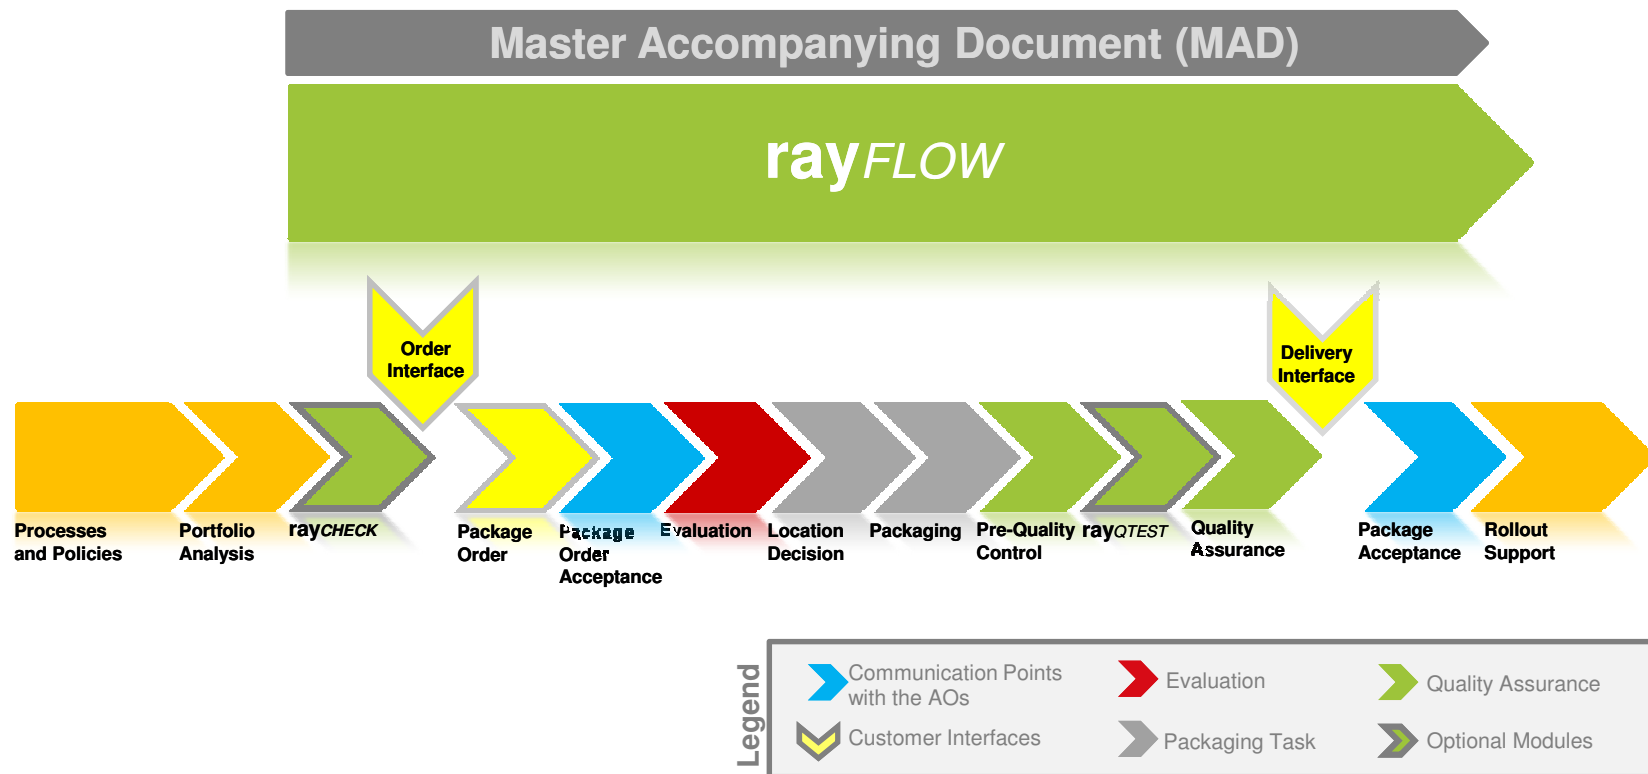 Master Accompanying Document (MAD)
rayFLOW
Order
Interface
Delivery
Interface
Processes
and Policies
Portfolio
Analysis
rayCHECK
Package
Order
Package
Order
Acceptance
Evaluation
Location
Decision
Packaging
Pre-Quality
Control
rayQTEST
Quality
Assurance
Package
Acceptance
Rollout
Support
Legend
Communication Points
with the AOs
Evaluation
Quality Assurance
Customer Interfaces
Packaging Task
Optional Modules